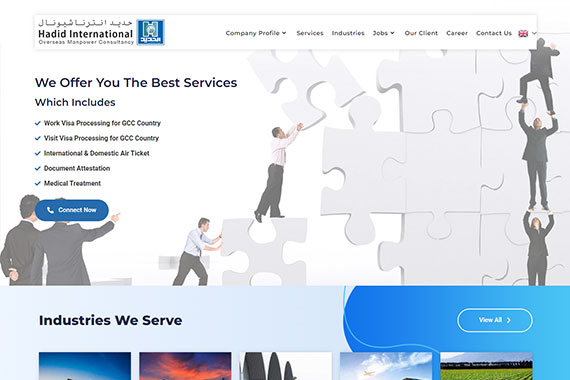 حديد انترناشيونال
Hadid International
Overseas Manpower Consultancy
الحديد
Company Profile Services Industries Jobs Our Client Career Contact Us
We Offer You The Best Services
Which Includes
Work Visa Processing for GCC Country
Visit Visa Processing for GCC Country
International & Domestic Air Ticket
Document Attestation
Medical Treatment
Connect Now
Industries We Serve
View All